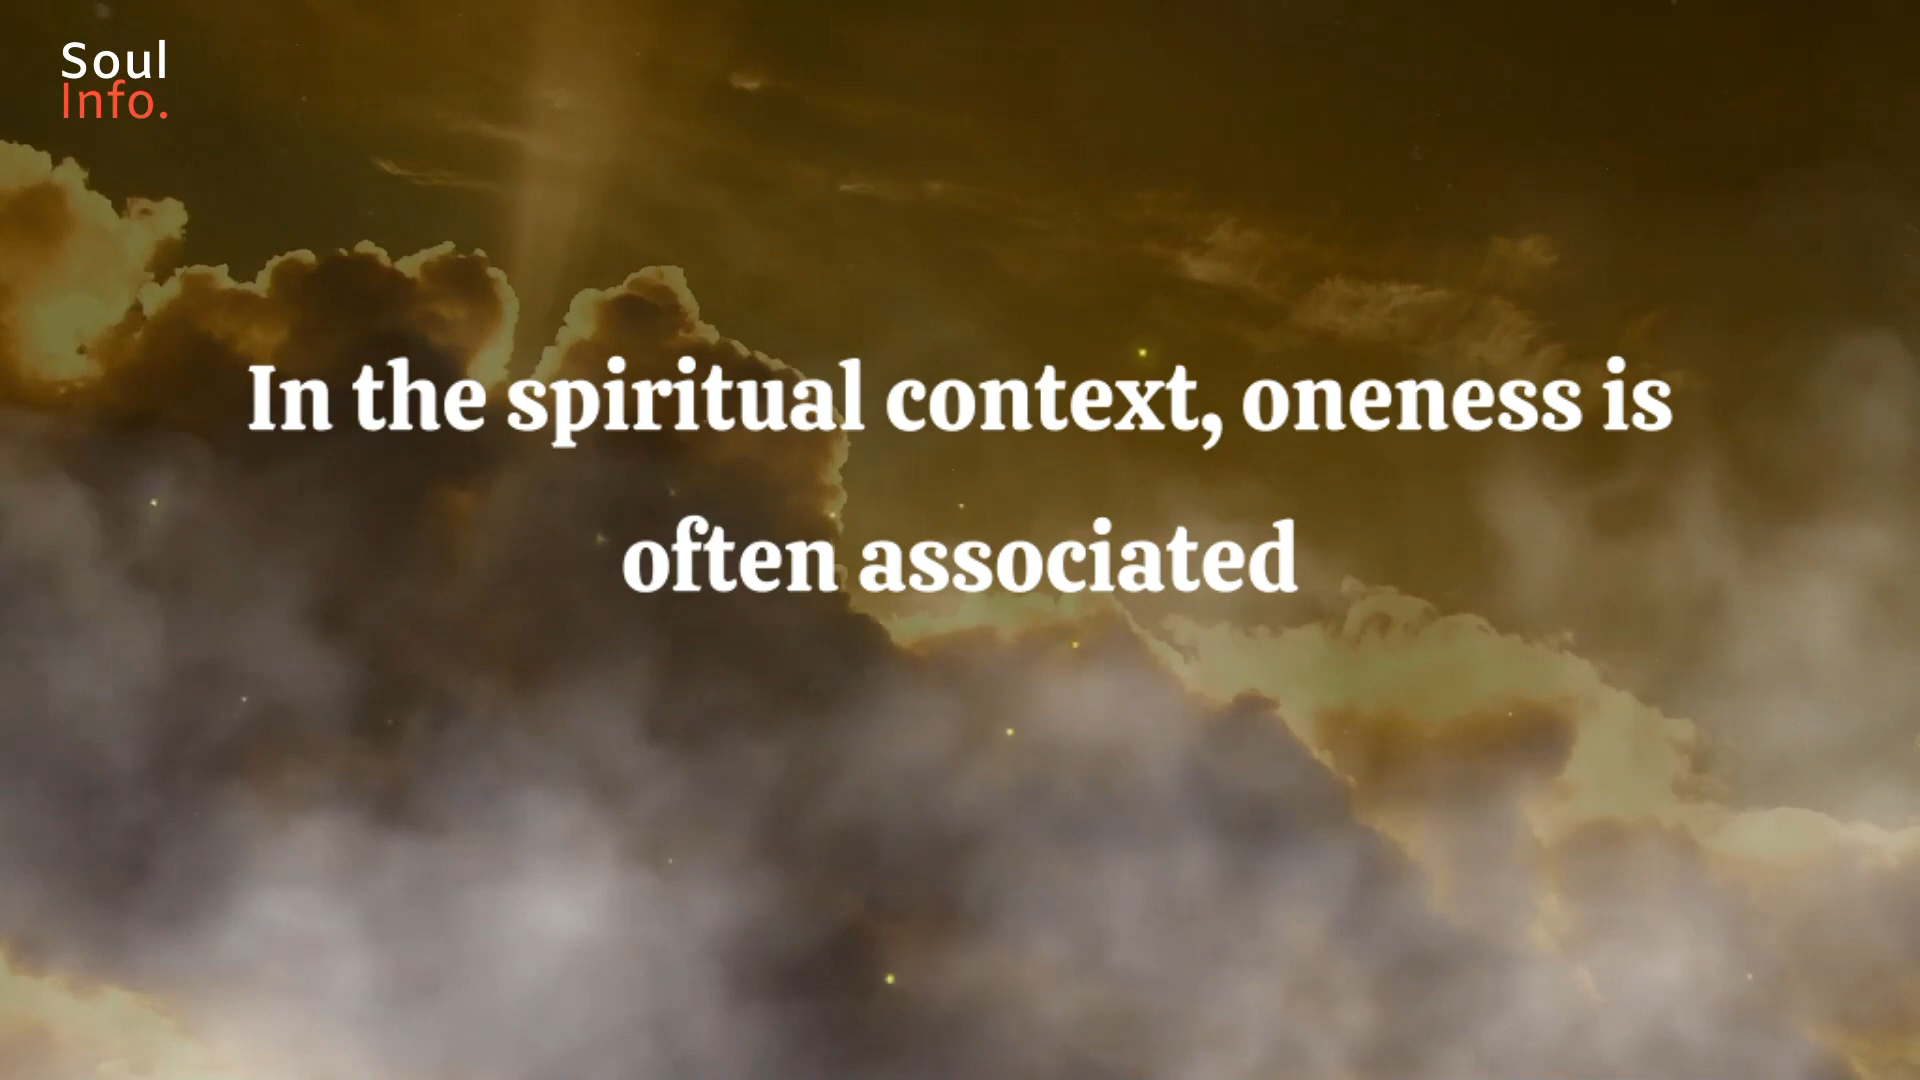 Soul
Info.
In the spiritual context, oneness is
often associated